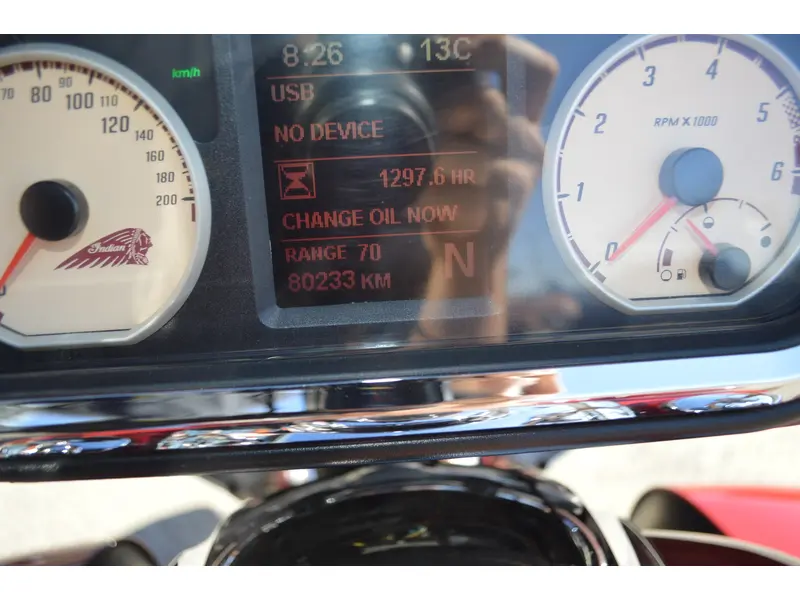 8:26 13C
USB
NO DEVICE
1297.6 HR
CHANGE OIL NOW
RANGE 70
80233 KM
N
km/h
70 80 90 100 110 120 140 160 180 200
Indian
0 1 2 3 4 5 6
RPM X 1000